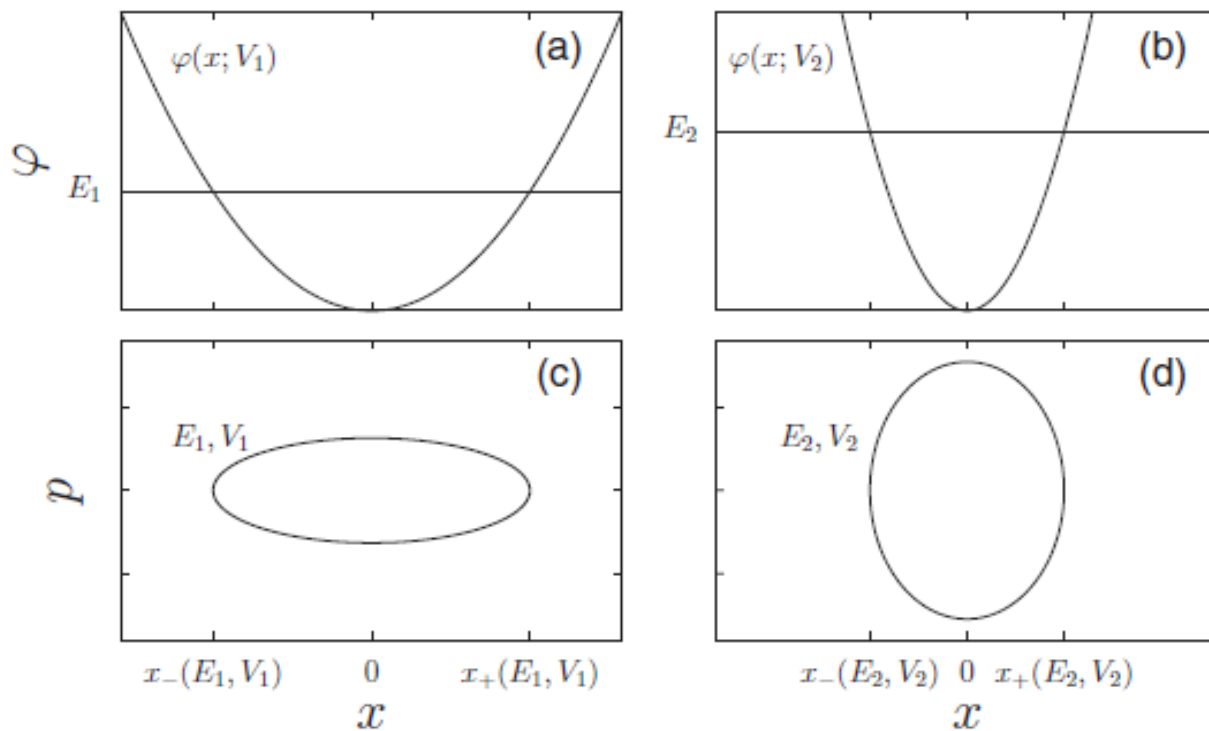 (a)
φ(x; V₁)
φ
E₁
(b)
φ(x; V₂)
E₂
(c)
E₁, V₁
p
x₋(E₁, V₁) 0 x₊(E₁, V₁)
x
(d)
E₂, V₂
x₋(E₂, V₂) 0 x₊(E₂, V₂)
x